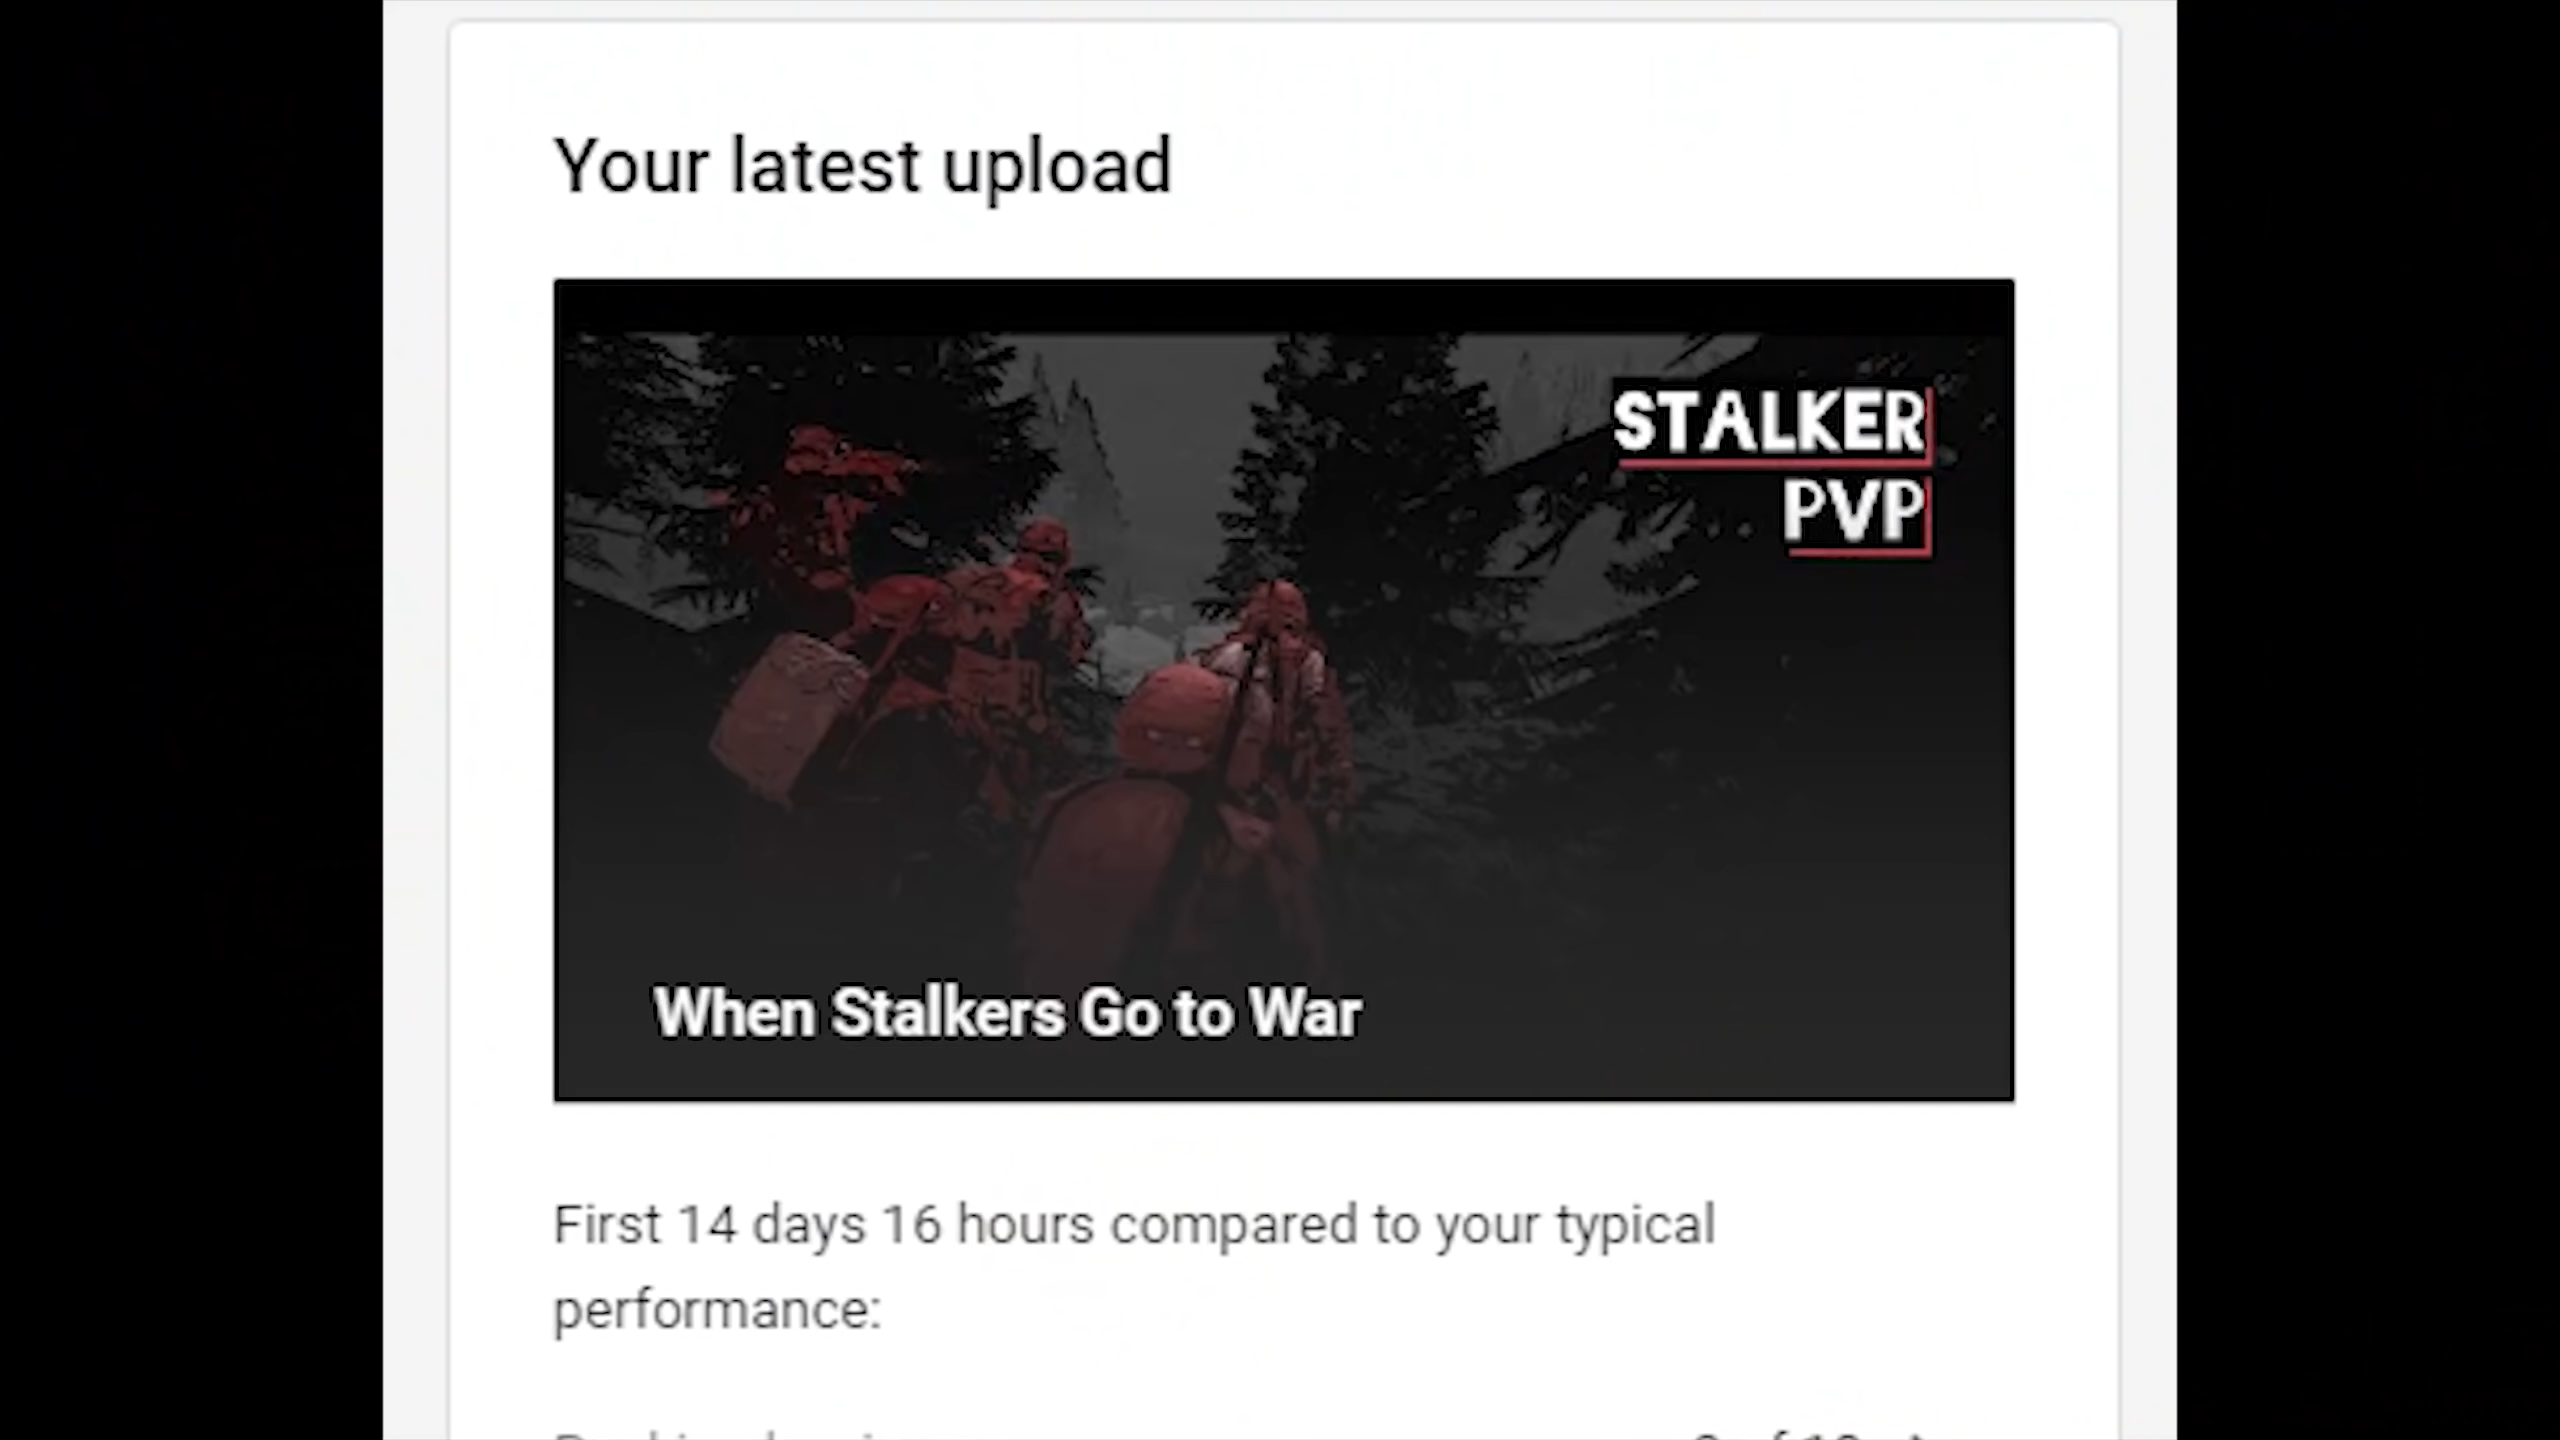 Your latest upload
STALKER
PVP
When Stalkers Go to War
First 14 days 16 hours compared to your typical
performance: